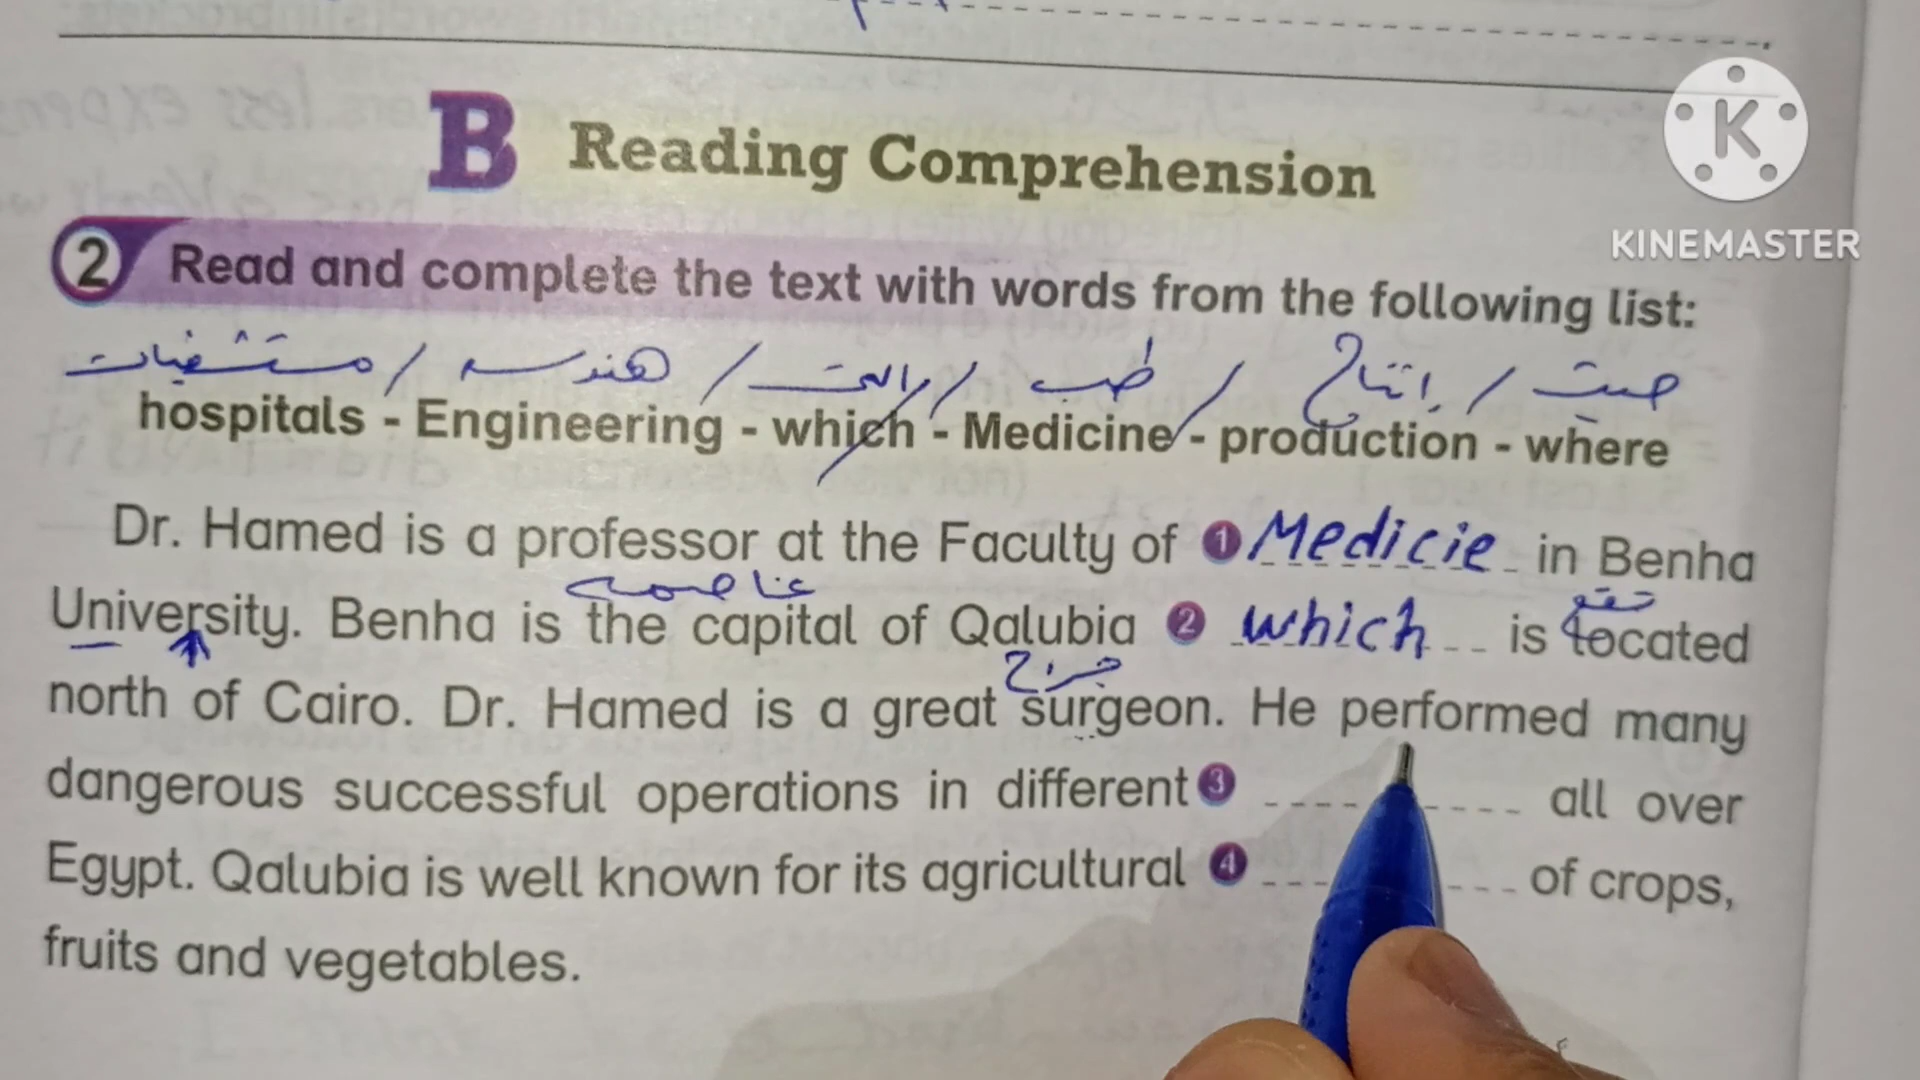 B Reading Comprehension
KINEMASTER
2 Read and complete the text with words from the following list:
مستشفيات / هندسه / والتى / طب / إنتاج / حيث
hospitals - Engineering - which - Medicine - production - where
Dr. Hamed is a professor at the Faculty of 1 Medicie in Benha
عاصمه تقع
University. Benha is the capital of Qalubia 2 which is located
جراح
north of Cairo. Dr. Hamed is a great surgeon. He performed many
dangerous successful operations in different 3 ---------- all over
Egypt. Qalubia is well known for its agricultural 4 ---------- of crops,
fruits and vegetables.